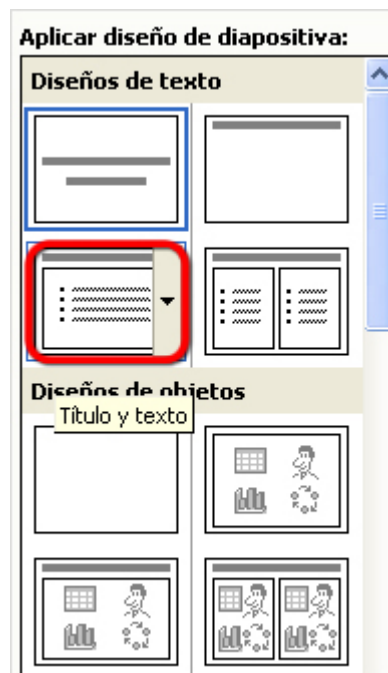 Aplicar diseño de diapositiva:
Diseños de texto
Diseños de objetos
Título y texto